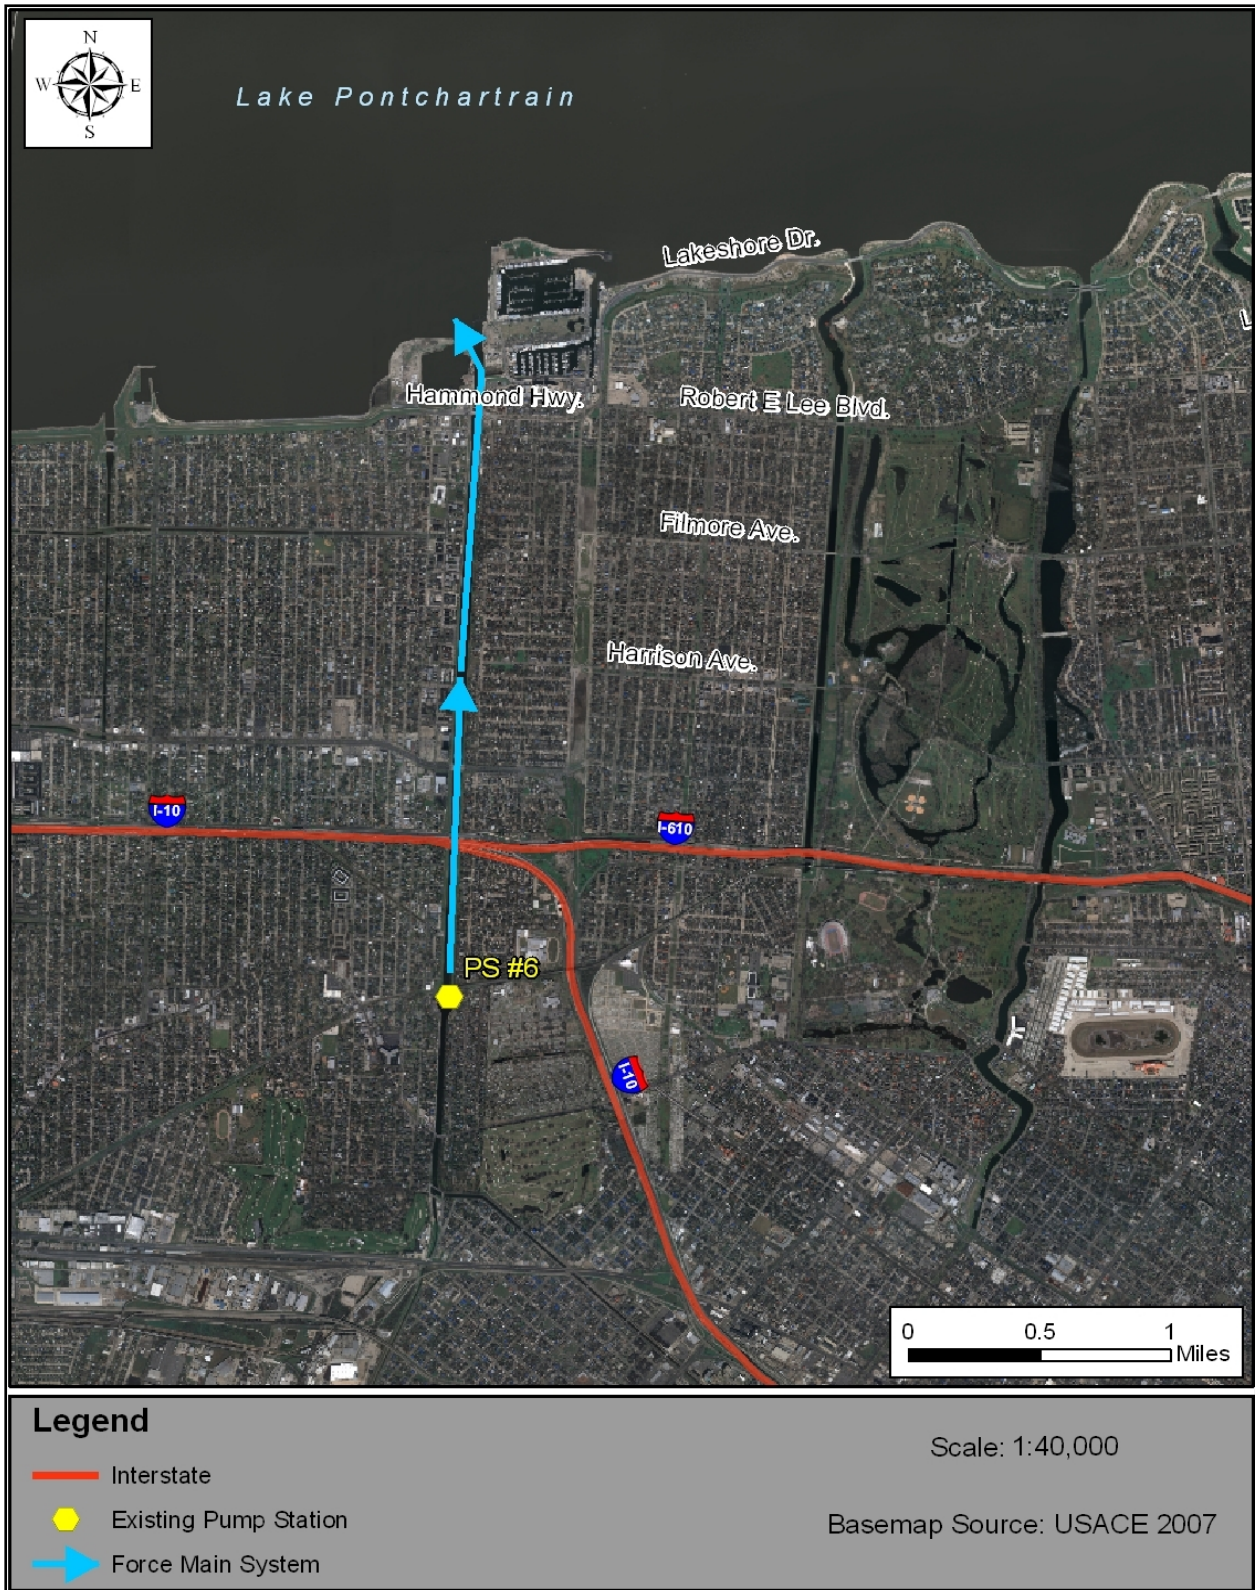 N
W E
S
Lake Pontchartrain
Lakeshore Dr.
Hammond Hwy.
Robert E Lee Blvd.
Filmore Ave.
Harrison Ave.
I-10
I-610
PS #6
I-10
0 0.5 1
Miles
Legend
Interstate
Existing Pump Station
Force Main System
Scale: 1:40,000
Basemap Source: USACE 2007